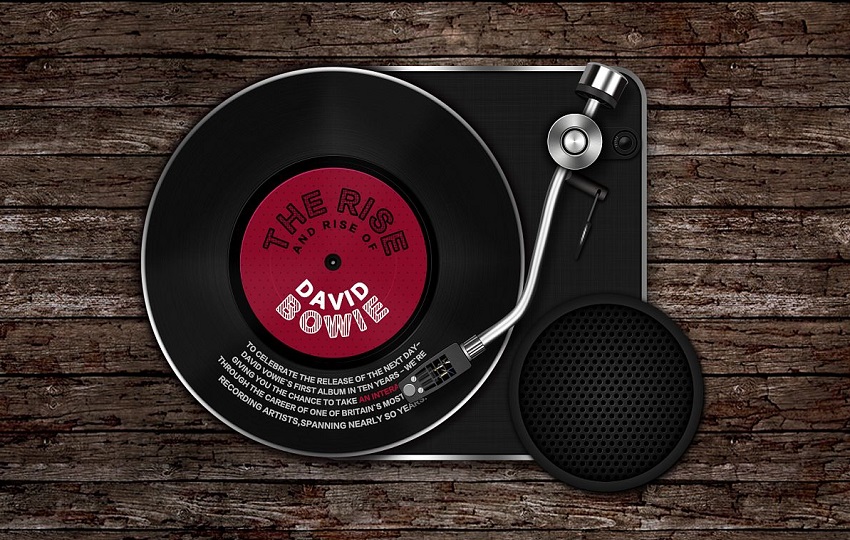 THE RISE
AND RISE OF
DAVID
BOWIE
TO CELEBRATE THE RELEASE OF THE NEXT DAY–
DAVID VOWIE'S FIRST ALBUM IN TEN YEARS – WE'RE
GIVING YOU THE CHANCE TO TAKE AN INTERA
THROUGH THE CAREER OF ONE OF BRITAIN'S MOST
RECORDING ARTISTS,SPANNING NEARLY SO YEARS.